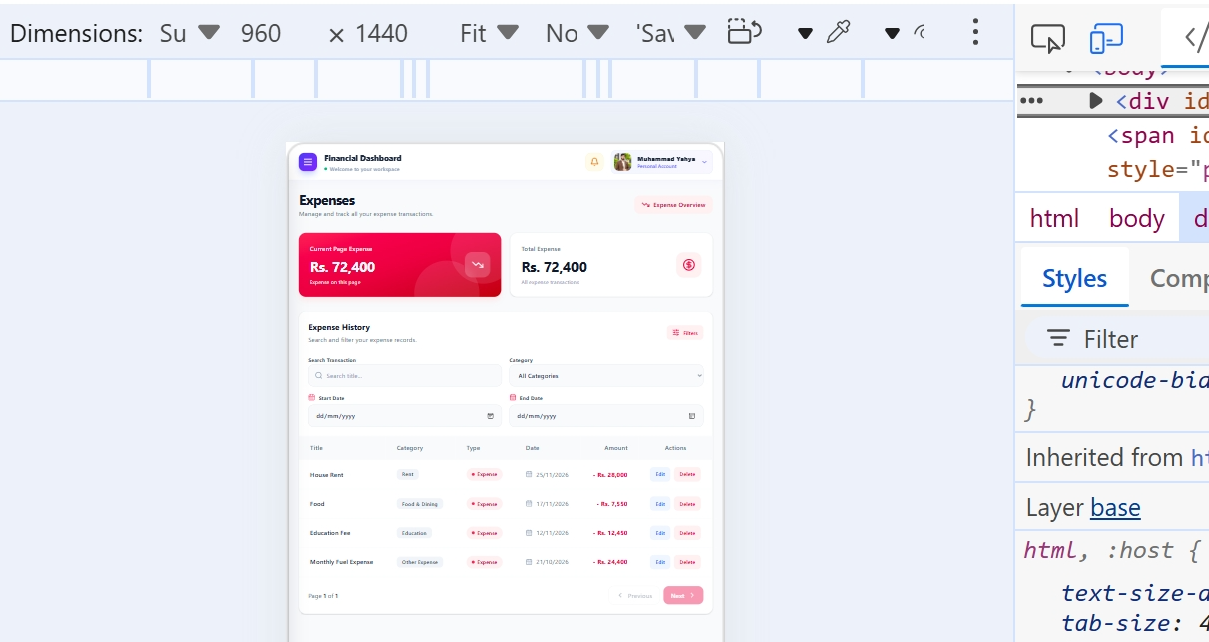 Dimensions: Su 960 × 1440 Fit No 'Sav
<body>
••• ▶ <div id
<span id
style="p
html body d
Styles Comp
Filter
unicode-bid
}
Inherited from ht
Layer base
html, :host {
text-size-a
tab-size: 4
Financial Dashboard
Welcome to your workspace
Muhammad Yahya
Personal Account
Expenses
Manage and track all your expense transactions.
Expense Overview
Current Page Expense
Rs. 72,400
Expense on this page
Total Expense
Rs. 72,400
All expense transactions
Expense History
Search and filter your expense records.
Filters
Search Transaction
Search title...
Category
All Categories
Start Date
dd/mm/yyyy
End Date
dd/mm/yyyy
Title Category Type Date Amount Actions
House Rent Rent Expense 25/11/2026 - Rs. 28,000 Edit Delete
Food Food & Dining Expense 17/11/2026 - Rs. 7,550 Edit Delete
Education Fee Education Expense 12/11/2026 - Rs. 12,450 Edit Delete
Monthly Fuel Expense Other Expense Expense 21/10/2026 - Rs. 24,400 Edit Delete
Page 1 of 1
Previous
Next